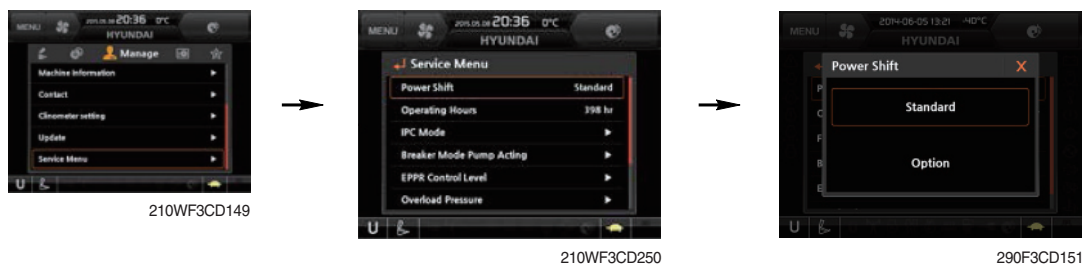 MENU
2015.05.08 20:36 0°C
HYUNDAI
Manage
Machine Information
Contact
Clinometer setting
Update
Service Menu
U
210WF3CD149
MENU
2015.05.08 20:36 0°C
HYUNDAI
Service Menu
Power Shift Standard
Operating Hours 398 hr
IPC Mode
Breaker Mode Pump Acting
EPPR Control Level
Overload Pressure
U
210WF3CD250
MENU
2014-06-05 13:21 -40°C
HYUNDAI
Power Shift X
P
Standard
O
F
B
Option
E
U
290F3CD151